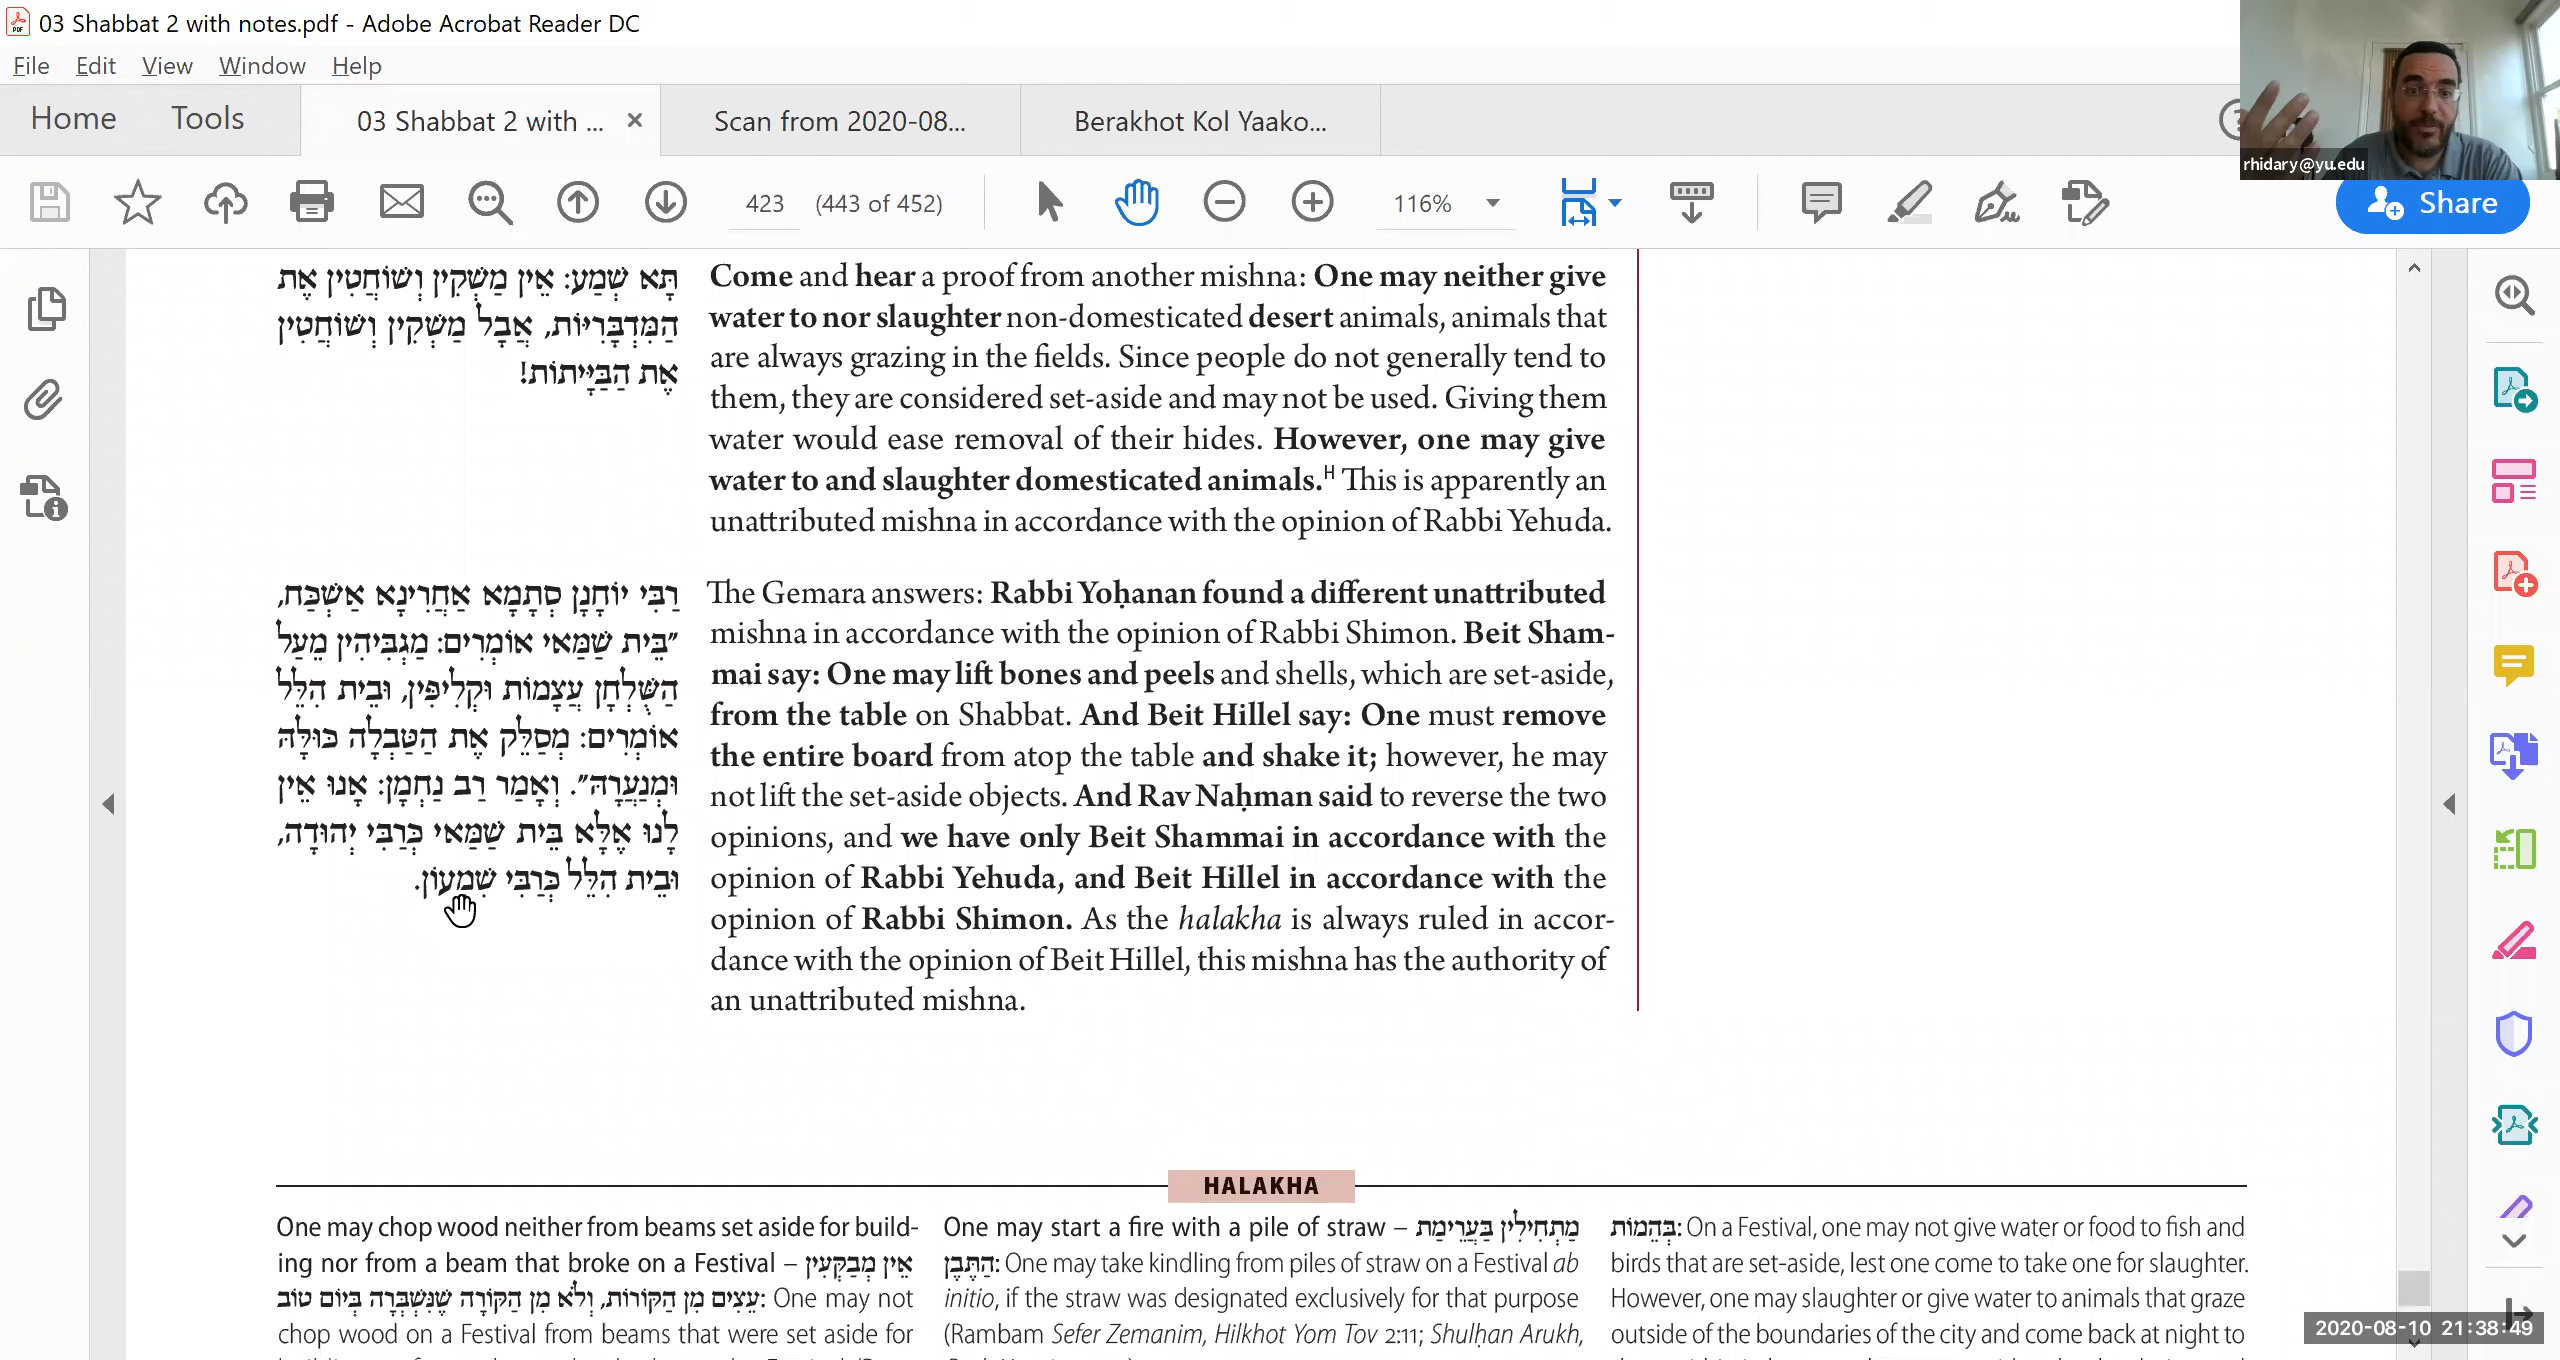 03 Shabbat 2 with notes.pdf - Adobe Acrobat Reader DC
File Edit View Window Help
Home Tools 03 Shabbat 2 with ... × Scan from 2020-08... Berakhot Kol Yaako...
rhidary@yu.edu
423 (443 of 452) 116% Share
תָּא שְׁמַע: אֵין מַשְׁקִין וְשׁוֹחֲטִין אֶת
הַמִּדְבָּרִיּוֹת, אֲבָל מַשְׁקִין וְשׁוֹחֲטִין
אֶת הַבַּיָּיתוֹת!
Come and hear a proof from another mishna: One may neither give
water to nor slaughter non-domesticated desert animals, animals that
are always grazing in the fields. Since people do not generally tend to
them, they are considered set-aside and may not be used. Giving them
water would ease removal of their hides. However, one may give
water to and slaughter domesticated animals.H This is apparently an
unattributed mishna in accordance with the opinion of Rabbi Yehuda.
רַבִּי יוֹחָנָן סְתָמָא אַחֲרִינָא אַשְׁכַּח,
״בֵּית שַׁמַּאי אוֹמְרִים: מַגְבִּיהִין מֵעַל
הַשֻּׁלְחָן עֲצָמוֹת וּקְלִיפִּין, וּבֵית הִלֵּל
אוֹמְרִים: מְסַלֵּק אֶת הַטַּבְלָה כּוּלָּהּ
וּמְנַעֲרָהּ״. וְאָמַר רַב נַחְמָן: אָנוּ אֵין
לָנוּ אֶלָּא בֵּית שַׁמַּאי כְּרַבִּי יְהוּדָה,
וּבֵית הִלֵּל כְּרַבִּי שִׁמְעוֹן.
The Gemara answers: Rabbi Yoḥanan found a different unattributed
mishna in accordance with the opinion of Rabbi Shimon. Beit Sham-
mai say: One may lift bones and peels and shells, which are set-aside,
from the table on Shabbat. And Beit Hillel say: One must remove
the entire board from atop the table and shake it; however, he may
not lift the set-aside objects. And Rav Naḥman said to reverse the two
opinions, and we have only Beit Shammai in accordance with the
opinion of Rabbi Yehuda, and Beit Hillel in accordance with the
opinion of Rabbi Shimon. As the halakha is always ruled in accor-
dance with the opinion of Beit Hillel, this mishna has the authority of
an unattributed mishna.
HALAKHA
One may chop wood neither from beams set aside for build-
ing nor from a beam that broke on a Festival – אֵין מְבַקְּעִין
עֵצִים מִן הַקּוֹרוֹת, וְלֹא מִן הַקּוֹרָה שֶׁנִּשְׁבְּרָה בְּיוֹם טוֹב: One may not
chop wood on a Festival from beams that were set aside for
One may start a fire with a pile of straw – מַתְחִילִין בַּעֲרֵימַת
הַתֶּבֶן: One may take kindling from piles of straw on a Festival ab
initio, if the straw was designated exclusively for that purpose
(Rambam Sefer Zemanim, Hilkhot Yom Tov 2:11; Shulḥan Arukh,
בְּהֵמוֹת: On a Festival, one may not give water or food to fish and
birds that are set-aside, lest one come to take one for slaughter.
However, one may slaughter or give water to animals that graze
outside of the boundaries of the city and come back at night to
2020-08-10 21:38:49